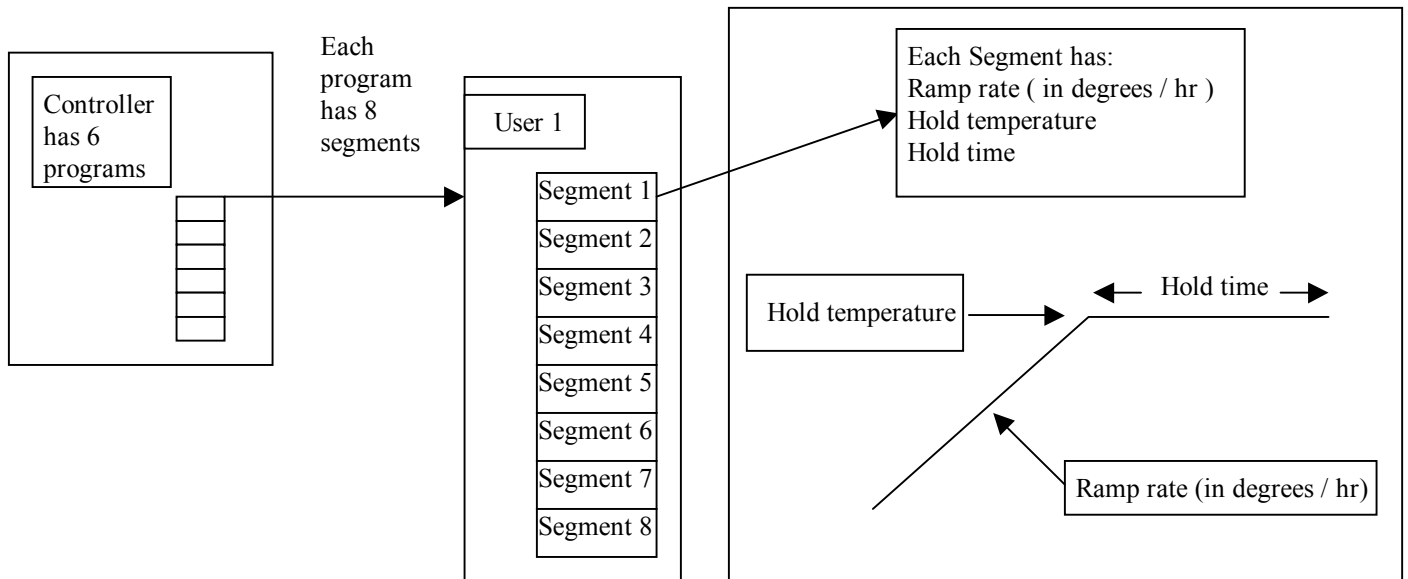 Controller
has 6
programs
Each
program
has 8
segments
User 1
Segment 1
Segment 2
Segment 3
Segment 4
Segment 5
Segment 6
Segment 7
Segment 8
Each Segment has:
Ramp rate ( in degrees / hr )
Hold temperature
Hold time
Hold temperature
Hold time
Ramp rate (in degrees / hr)